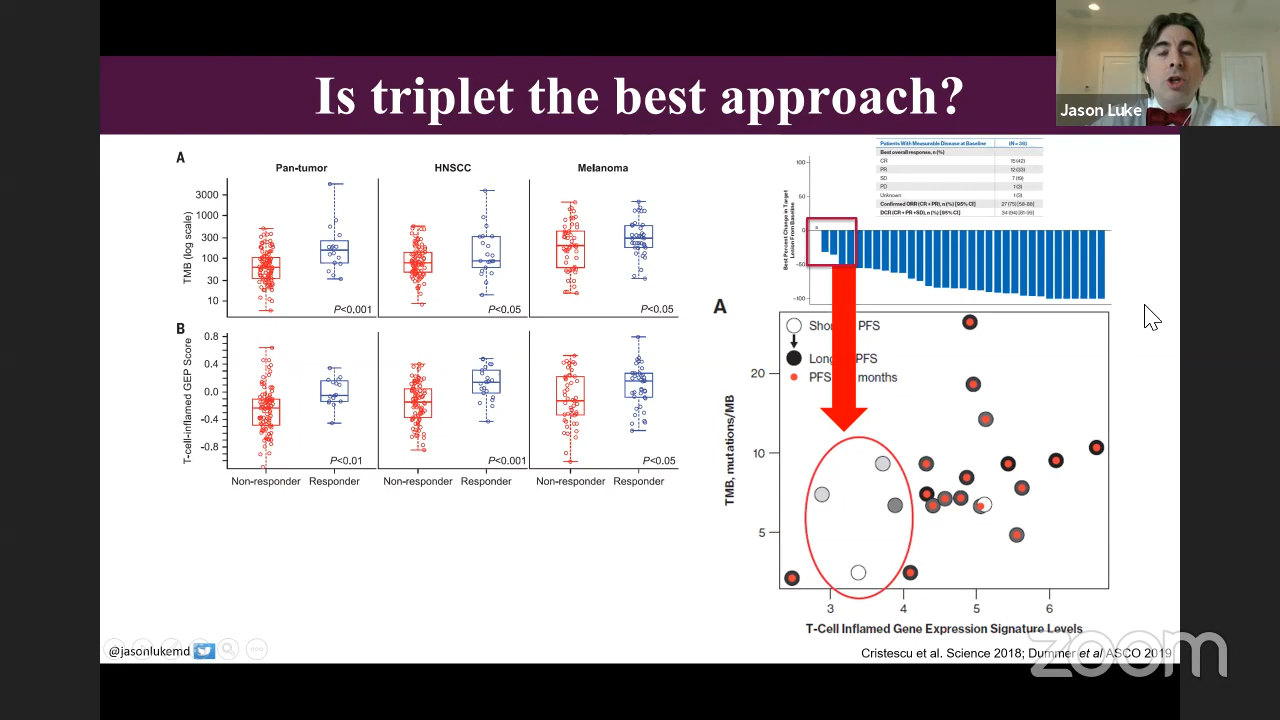 Jason Luke
Is triplet the best approach?
A
Pan-tumor
HNSCC
Melanoma
TMB (log scale)
3000
1000
300
100
30
10
P<0.001
P<0.05
P<0.05
B
T-cell-inflamed GEP Score
0.8
0.4
0.0
-0.4
-0.8
P<0.01
P<0.001
P<0.05
Non-responder
Responder
Non-responder
Responder
Non-responder
Responder
Patients With Measurable Disease at Baseline (N = 36)
Best overall response, n (%)
CR 15 (42)
PR 12 (33)
SD 7 (19)
PD 1 (3)
Unknown 1 (3)
Confirmed ORR (CR + PR), n (%) [95% CI] 27 (75) [58-88]
DCR (CR + PR + SD), n (%) [95% CI] 34 (94) [81-99]
Best Percent Change in Target
Lesion From Baseline
100
50
0
-50
-100
A
PFS
PFS
PFS months
TMB, mutations/MB
20
10
5
3
4
5
6
T-Cell Inflamed Gene Expression Signature Levels
@jasonlukemd
Cristescu et al. Science 2018; Dummer et al ASCO 2019
zoom